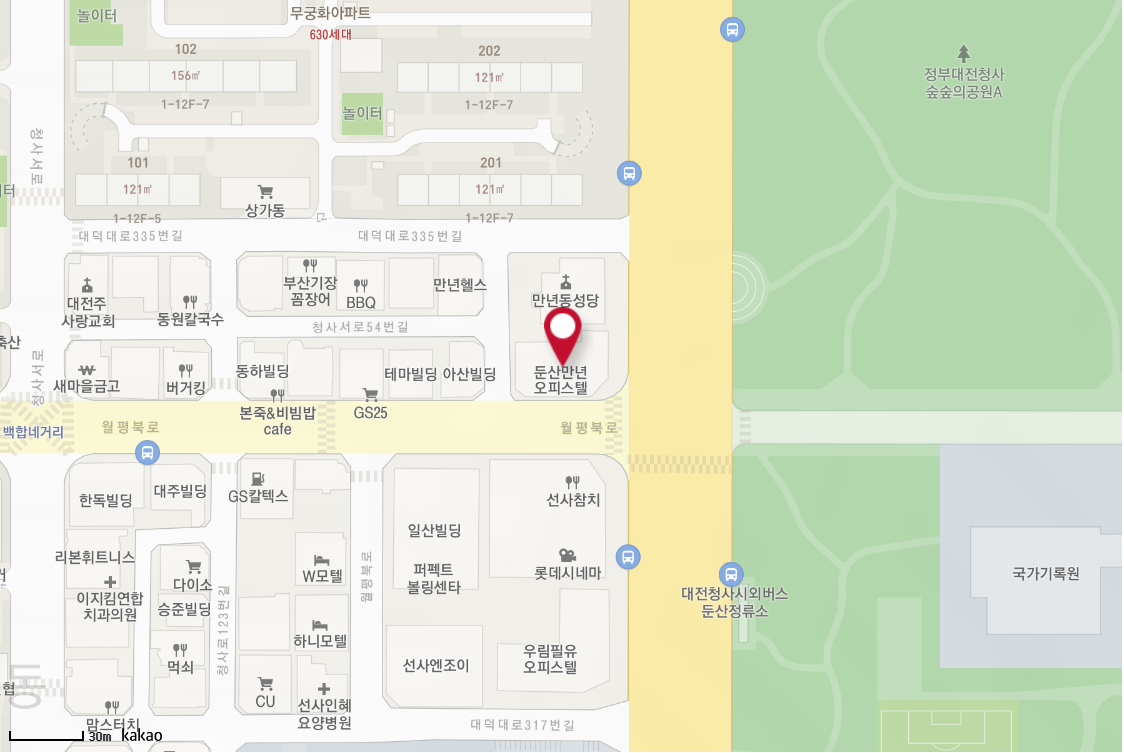 놀이터
무궁화아파트
630세대
102
156㎡
1-12F-7
202
121㎡
1-12F-7
놀이터
정부대전청사
숲숲의공원A
청사서로
101
121㎡
1-12F-5
상가동
201
121㎡
1-12F-7
터
대덕대로335번길
대덕대로335번길
대전주
사랑교회
동원칼국수
부산기장
꼼장어
BBQ
만년헬스
만년동성당
청사서로54번길
축산
청사서로
새마을금고
버거킹
동하빌딩
테마빌딩
아산빌딩
둔산만년
오피스텔
본죽&비빔밥
cafe
GS25
백합네거리
월평북로
월평북로
한독빌딩
대주빌딩
GS칼텍스
선사참치
일산빌딩
리본휘트니스
다이소
W모텔
월평북로
퍼펙트
볼링센타
롯데시네마
국가기록원
이지킴연합
치과의원
승준빌딩
청사로123번길
하니모텔
대전청사시외버스
둔산정류소
먹쇠
선사엔조이
우림필유
오피스텔
협
CU
선사인혜
요양병원
맘스터치
대덕대로317번길
30m
kakao